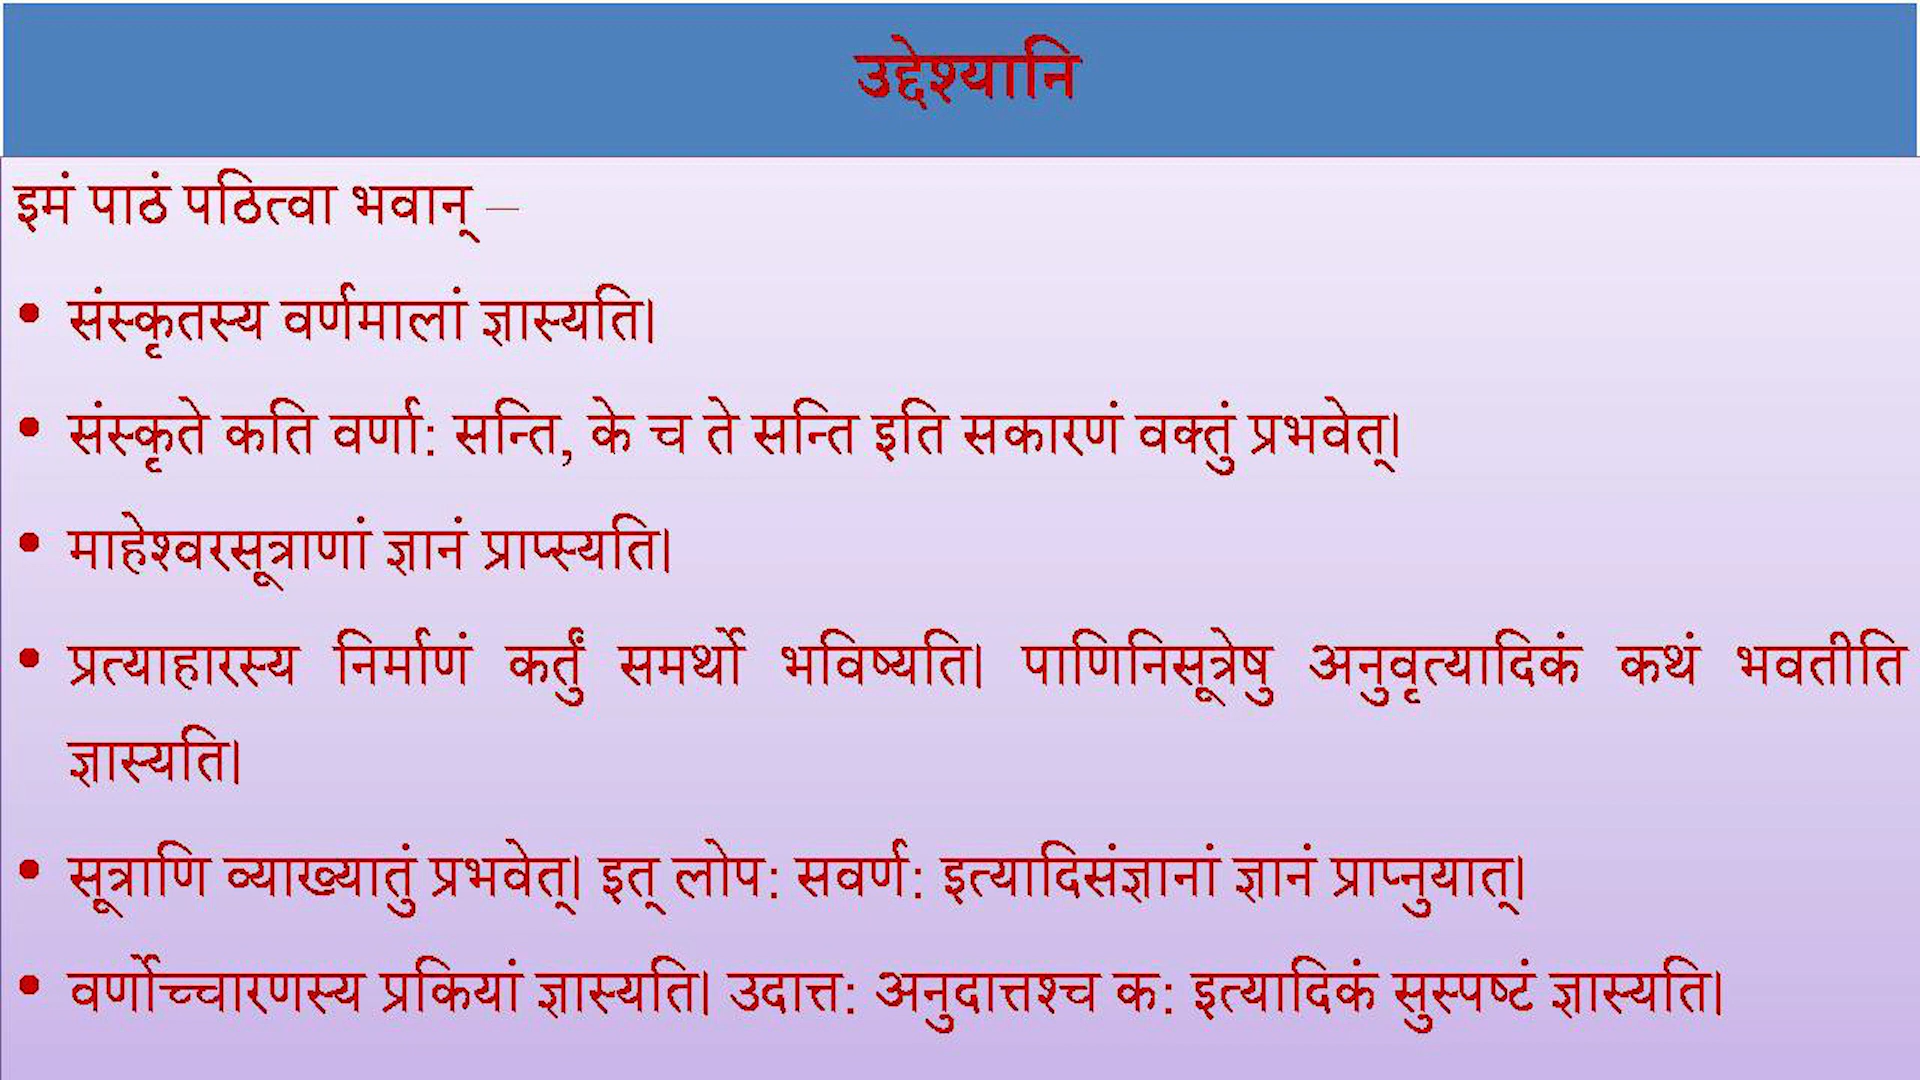 उद्देश्यानि
इमं पाठं पठित्वा भवान् –
• संस्कृतस्य वर्णमालां ज्ञास्यति।
• संस्कृते कति वर्णा: सन्ति, के च ते सन्ति इति सकारणं वक्तुं प्रभवेत्।
• माहेश्वरसूत्राणां ज्ञानं प्राप्स्यति।
• प्रत्याहारस्य निर्माणं कर्तुं समर्थो भविष्यति। पाणिनिसूत्रेषु अनुवृत्यादिकं कथं भवतीति
ज्ञास्यति।
• सूत्राणि व्याख्यातुं प्रभवेत्। इत् लोप: सवर्ण: इत्यादिसंज्ञानां ज्ञानं प्राप्नुयात्।
• वर्णोच्चारणस्य प्रकियां ज्ञास्यति। उदात्त: अनुदात्तश्च क: इत्यादिकं सुस्पष्टं ज्ञास्यति।